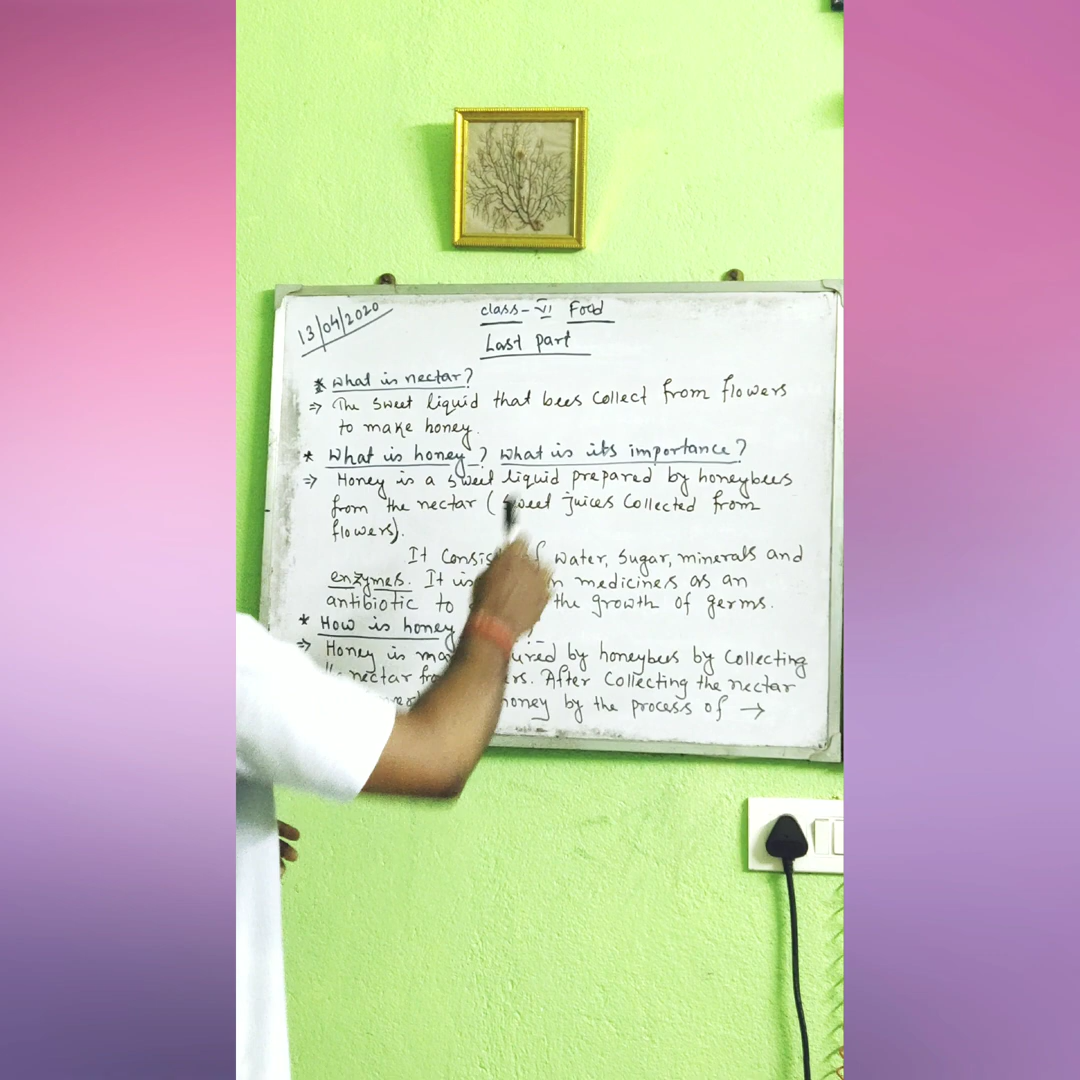 13/04/2020
class - VI Food
Last part
* What is nectar?
⇒ The sweet liquid that bees collect from flowers
to make honey.
* What is honey? What is its importance?
⇒ Honey is a sweet liquid prepared by honeybees
from the nectar (sweet juices collected from
flowers).
It of water, sugar, minerals and
enzymes. It is medicines as an
antibiotic to the growth of germs.
* How is honey ?
⇒ Honey is by honeybees by collecting
nectar After collecting the nectar
honey by the process of →